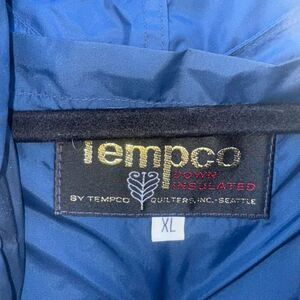 Tempco
DOWN
INSULATED
BY TEMPCO QUILTERS, INC.-SEATTLE
XL